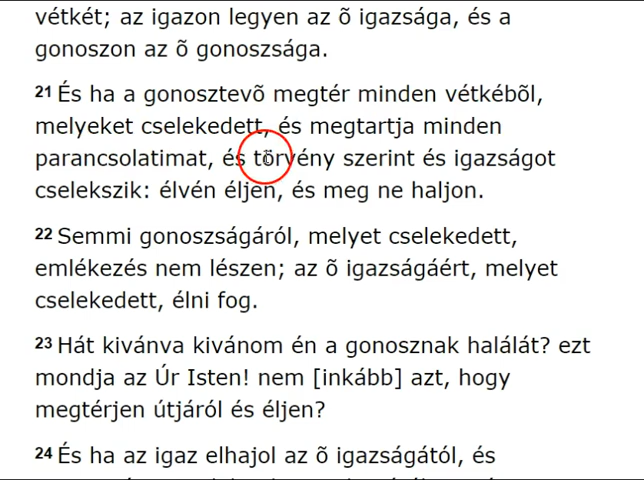 vétkét; az igazon legyen az õ igazsága, és a
gonoszon az õ gonoszsága.
21 És ha a gonosztevõ megtér minden vétkébõl,
melyeket cselekedett, és megtartja minden
parancsolatimat, és törvény szerint és igazságot
cselekszik: élvén éljen, és meg ne haljon.
22 Semmi gonoszságáról, melyet cselekedett,
emlékezés nem lészen; az õ igazságáért, melyet
cselekedett, élni fog.
23 Hát kivánva kivánom én a gonosznak halálát? ezt
mondja az Úr Isten! nem [inkább] azt, hogy
megtérjen útjáról és éljen?
24 És ha az igaz elhajol az õ igazságától, és